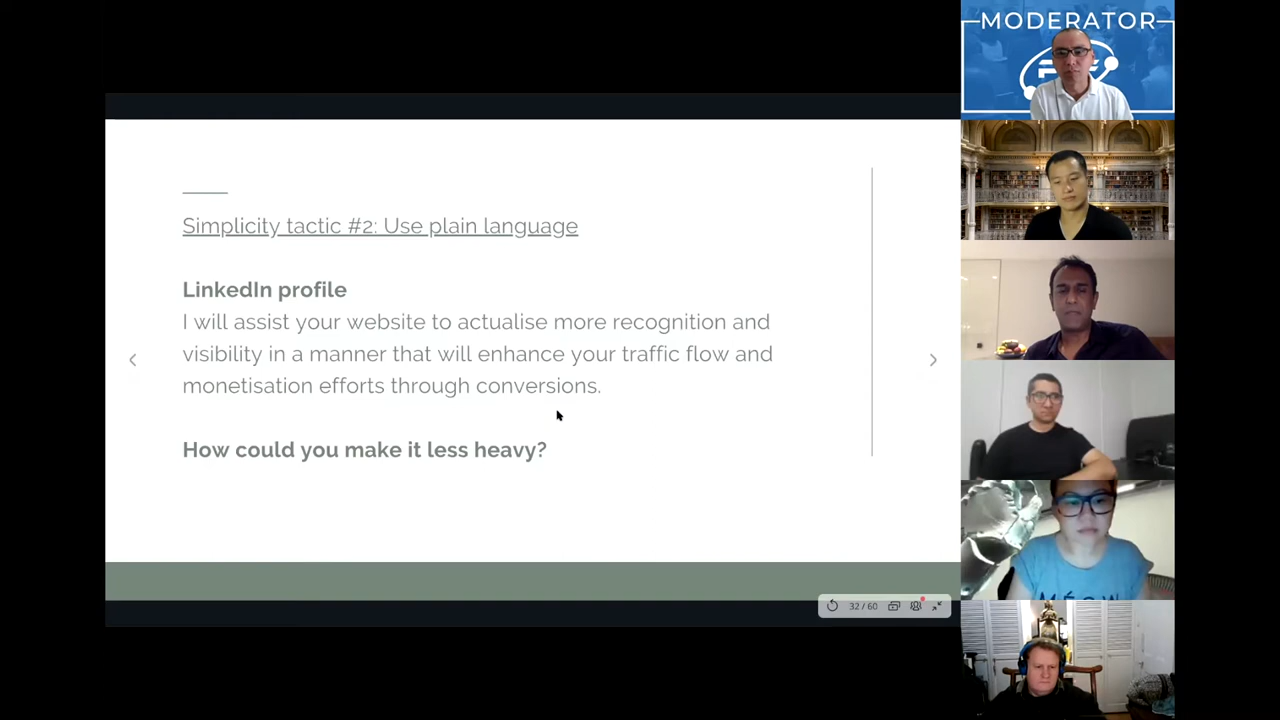 MODERATOR
Simplicity tactic #2: Use plain language
LinkedIn profile
I will assist your website to actualise more recognition and
visibility in a manner that will enhance your traffic flow and
monetisation efforts through conversions.
How could you make it less heavy?
32 / 60
MÉOW